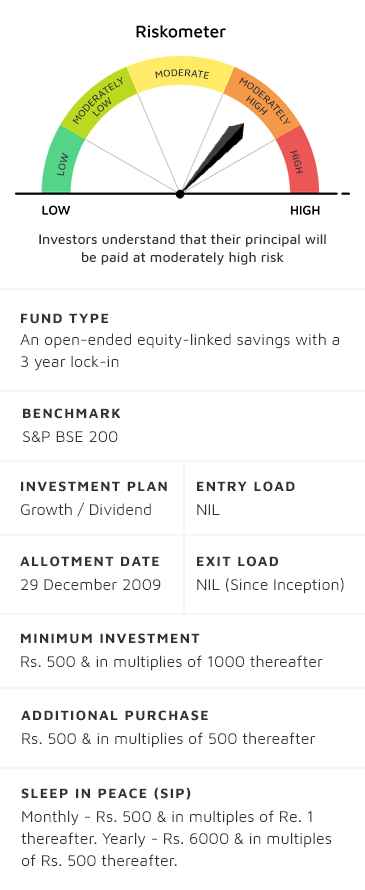 Riskometer
LOW
MODERATELY
LOW
MODERATE
MODERATELY
HIGH
HIGH
LOW
HIGH
Investors understand that their principal will
be paid at moderately high risk
FUND TYPE
An open-ended equity-linked savings with a
3 year lock-in
BENCHMARK
S&P BSE 200
INVESTMENT PLAN
Growth / Dividend
ENTRY LOAD
NIL
ALLOTMENT DATE
29 December 2009
EXIT LOAD
NIL (Since Inception)
MINIMUM INVESTMENT
Rs. 500 & in multiples of 1000 thereafter
ADDITIONAL PURCHASE
Rs. 500 & in multiples of 500 thereafter
SLEEP IN PEACE (SIP)
Monthly - Rs. 500 & in multiples of Re. 1
thereafter. Yearly - Rs. 6000 & in multiples
of Rs. 500 thereafter.